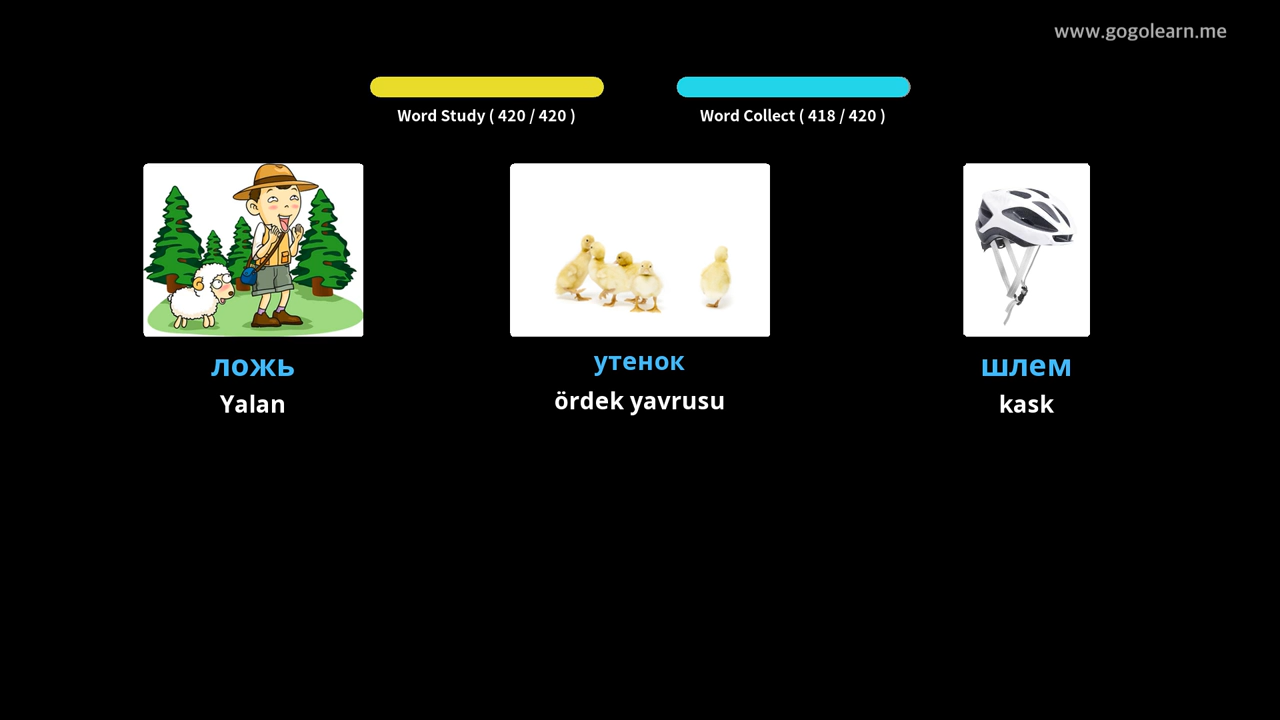 www.gogolearn.me
Word Study ( 420 / 420 )
Word Collect ( 418 / 420 )
ложь
Yalan
утенок
ördek yavrusu
шлем
kask